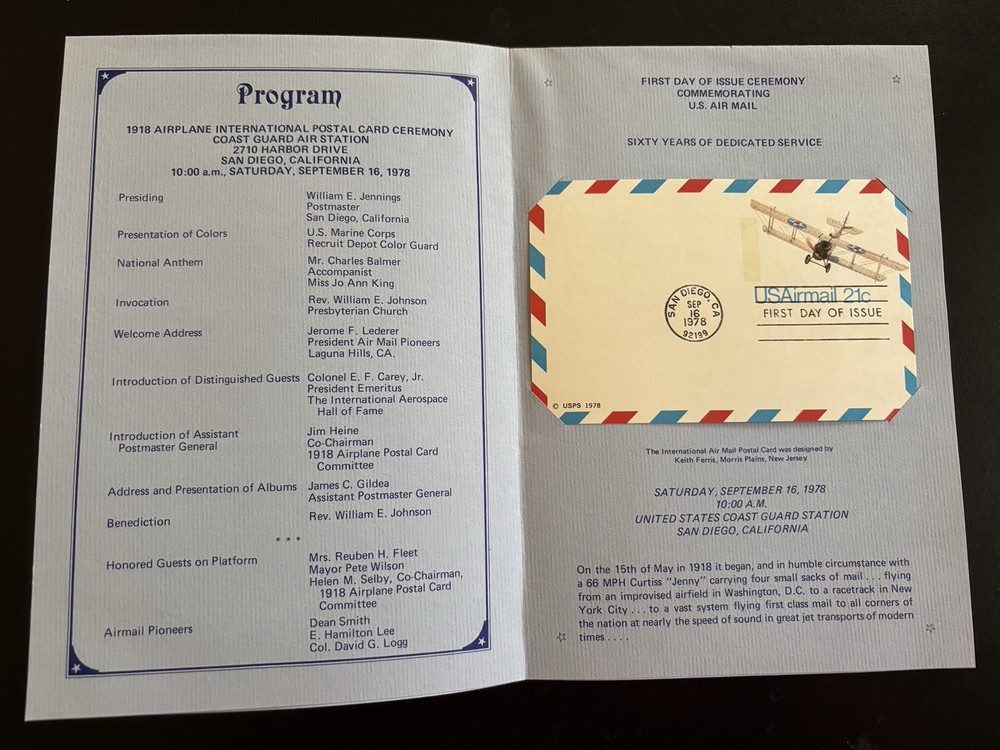 Program
1918 AIRPLANE INTERNATIONAL POSTAL CARD CEREMONY
COAST GUARD AIR STATION
2710 HARBOR DRIVE
SAN DIEGO, CALIFORNIA
10:00 a.m., SATURDAY, SEPTEMBER 16, 1978
Presiding William E. Jennings
Postmaster
San Diego, California
Presentation of Colors U.S. Marine Corps
Recruit Depot Color Guard
National Anthem Mr. Charles Balmer
Accompanist
Miss Jo Ann King
Invocation Rev. William E. Johnson
Presbyterian Church
Welcome Address Jerome F. Lederer
President Air Mail Pioneers
Laguna Hills, CA.
Introduction of Distinguished Guests Colonel E. F. Carey, Jr.
President Emeritus
The International Aerospace
Hall of Fame
Introduction of Assistant Jim Heine
Postmaster General Co-Chairman
1918 Airplane Postal Card
Committee
Address and Presentation of Albums James C. Gildea
Assistant Postmaster General
Benediction Rev. William E. Johnson
* * *
Honored Guests on Platform Mrs. Reuben H. Fleet
Mayor Pete Wilson
Helen M. Selby, Co-Chairman,
1918 Airplane Postal Card
Committee
Airmail Pioneers Dean Smith
E. Hamilton Lee
Col. David G. Logg
FIRST DAY OF ISSUE CEREMONY
COMMEMORATING
U.S. AIR MAIL
SIXTY YEARS OF DEDICATED SERVICE
USAirmail 21c
FIRST DAY OF ISSUE
SAN DIEGO, CA
SEP
16
1978
92199
© USPS 1978
The International Air Mail Postal Card was designed by
Keith Ferris, Morris Plains, New Jersey
SATURDAY, SEPTEMBER 16, 1978
10:00 A.M.
UNITED STATES COAST GUARD STATION
SAN DIEGO, CALIFORNIA
On the 15th of May in 1918 it began, and in humble circumstance with
a 66 MPH Curtiss "Jenny" carrying four small sacks of mail . . . flying
from an improvised airfield in Washington, D.C. to a racetrack in New
York City . . . to a vast system flying first class mail to all corners of
the nation at nearly the speed of sound in great jet transports of modern
times . . . .